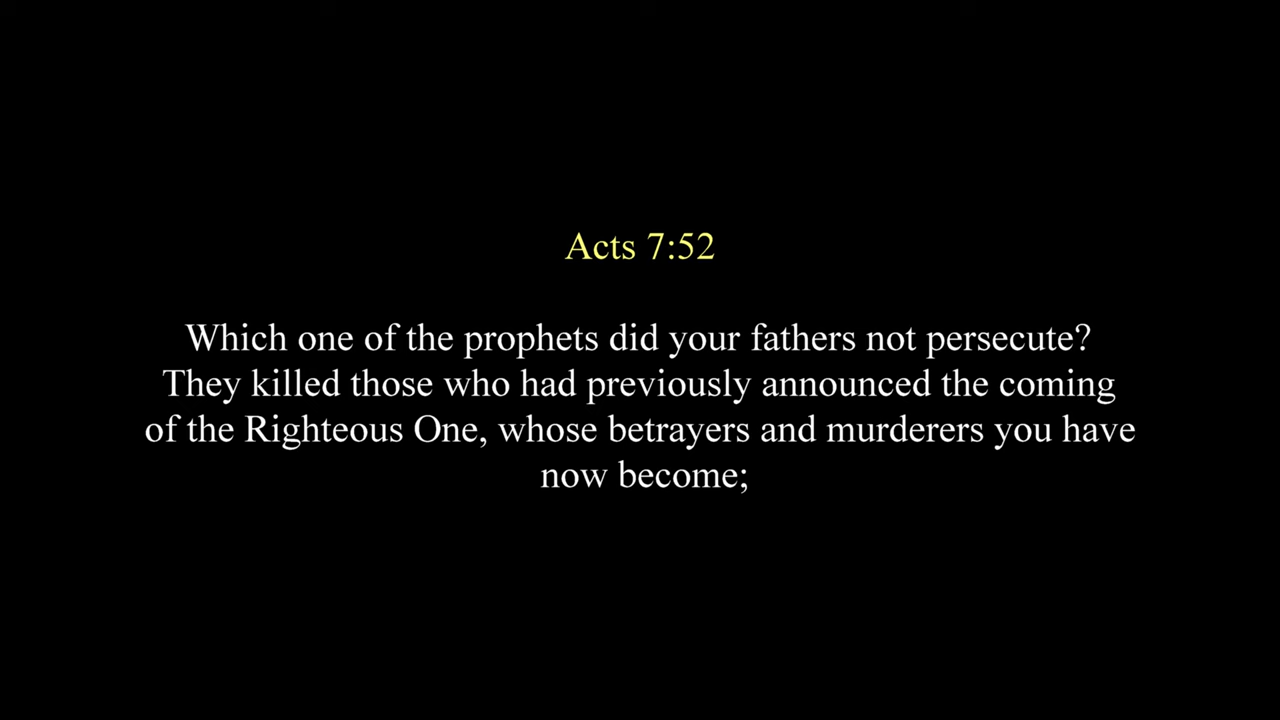 Acts 7:52
Which one of the prophets did your fathers not persecute?
They killed those who had previously announced the coming
of the Righteous One, whose betrayers and murderers you have
now become;